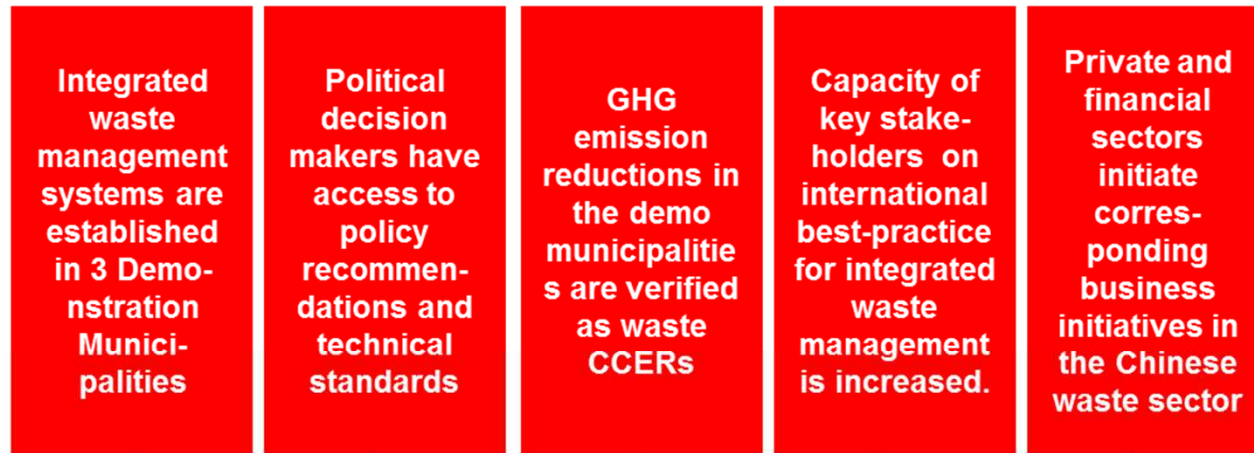 Integrated
waste
management
systems are
established
in 3 Demo-
nstration
Munici-
palities
Political
decision
makers have
access to
policy
recommen-
dations and
technical
standards
GHG
emission
reductions in
the demo
municipalitie
s are verified
as waste
CCERs
Capacity of
key stake-
holders on
international
best-practice
for integrated
waste
management
is increased.
Private and
financial
sectors
initiate
corres-
ponding
business
initiatives in
the Chinese
waste sector